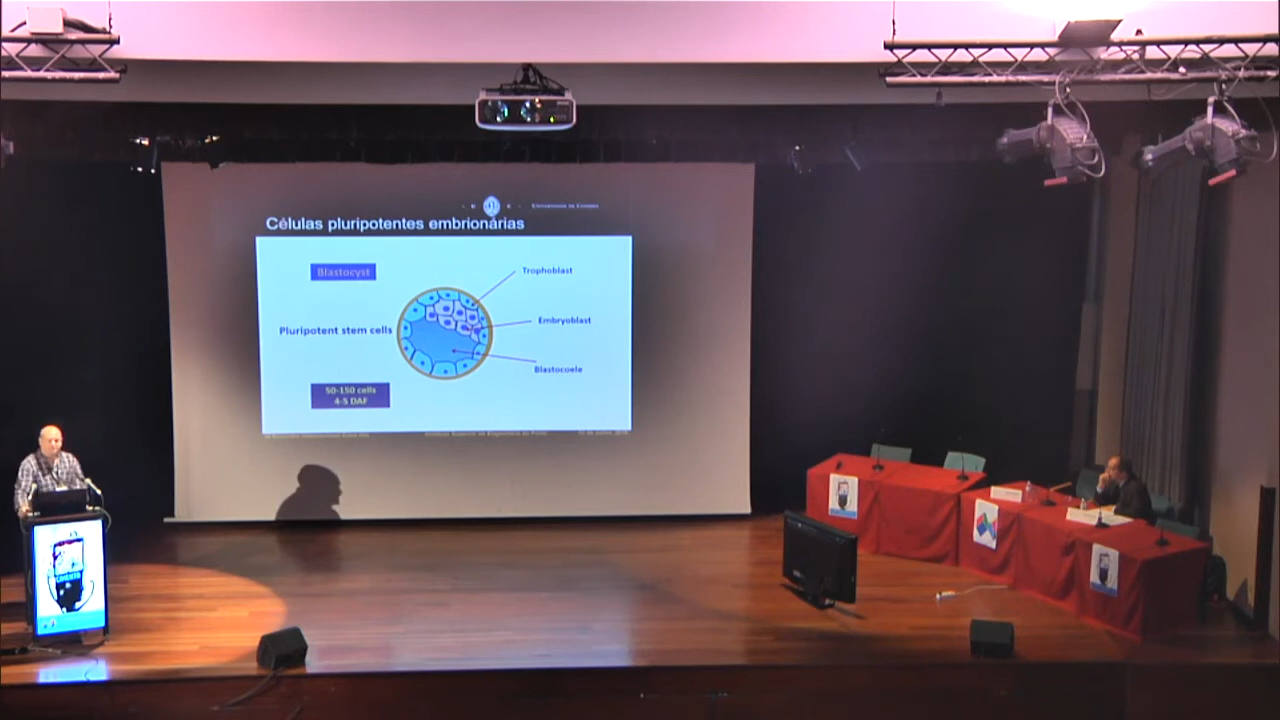 Células pluripotentes embrionárias
Blastocyst
Trophoblast
Embryoblast
Pluripotent stem cells
Blastocoele
50-150 cells
4-5 DAF